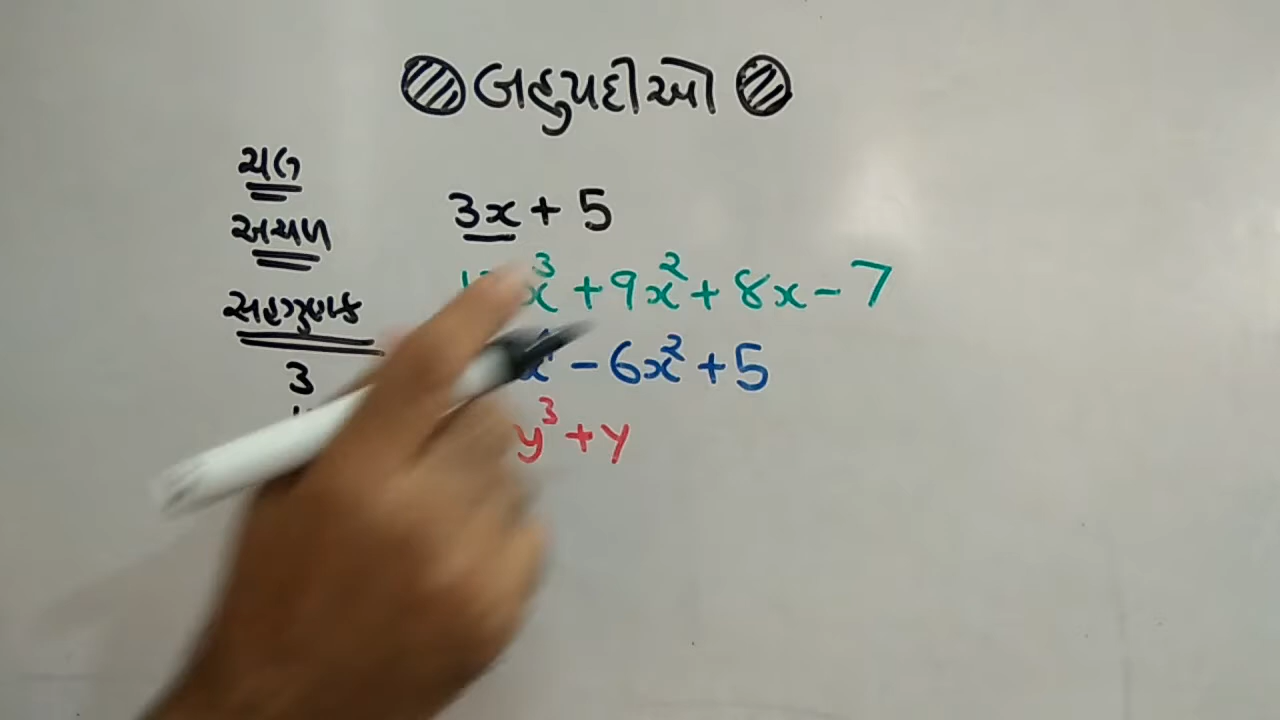 બહુપદીઓ
ચલ
અચળ
સહગુણક
3
3x + 5
x³ + 9x² + 8x - 7
- 6x² + 5
y³ + y